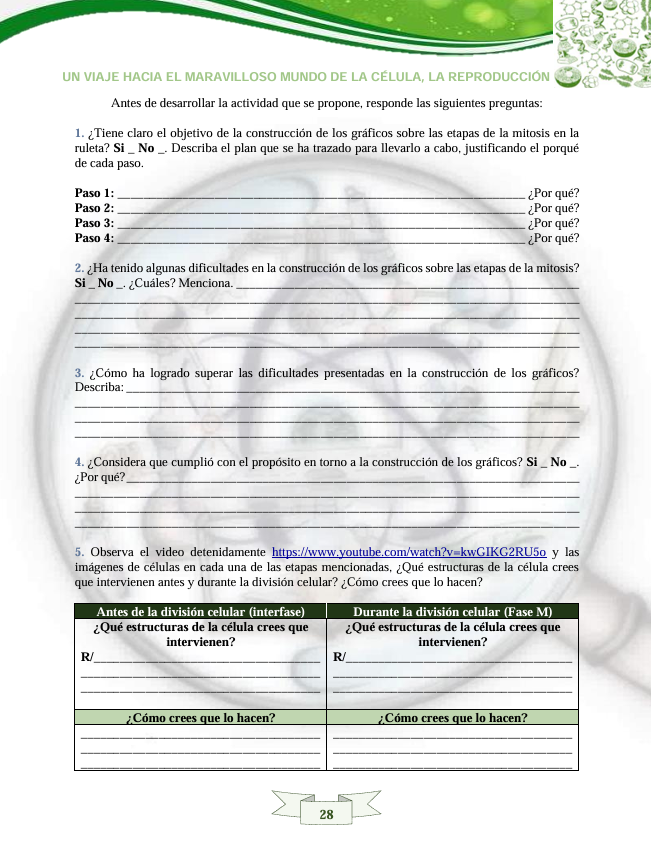 UN VIAJE HACIA EL MARAVILLOSO MUNDO DE LA CÉLULA, LA REPRODUCCIÓN
Antes de desarrollar la actividad que se propone, responde las siguientes preguntas:
1. ¿Tiene claro el objetivo de la construcción de los gráficos sobre las etapas de la mitosis en la
ruleta? Si _ No _. Describa el plan que se ha trazado para llevarlo a cabo, justificando el porqué
de cada paso.
Paso 1: ______________________________ ¿Por qué?
Paso 2: ______________________________ ¿Por qué?
Paso 3: ______________________________ ¿Por qué?
Paso 4: ______________________________ ¿Por qué?
2. ¿Ha tenido algunas dificultades en la construcción de los gráficos sobre las etapas de la mitosis?
Si _ No _. ¿Cuáles? Menciona. ______________________________
3. ¿Cómo ha logrado superar las dificultades presentadas en la construcción de los gráficos?
Describa: ______________________________
4. ¿Considera que cumplió con el propósito en torno a la construcción de los gráficos? Si _ No _.
¿Por qué? ______________________________
5. Observa el video detenidamente https://www.youtube.com/watch?v=kwGIKG2RU5o y las
imágenes de células en cada una de las etapas mencionadas, ¿Qué estructuras de la célula crees
que intervienen antes y durante la división celular? ¿Cómo crees que lo hacen?
Antes de la división celular (interfase) Durante la división celular (Fase M)
¿Qué estructuras de la célula crees que ¿Qué estructuras de la célula crees que
intervienen? intervienen?
R/____________________ R/____________________
¿Cómo crees que lo hacen? ¿Cómo crees que lo hacen?
28